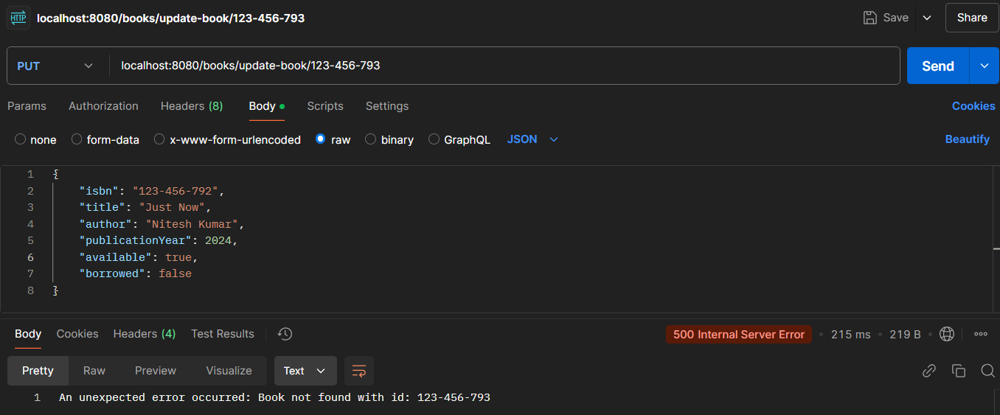 HTTP localhost:8080/books/update-book/123-456-793 Save Share
PUT localhost:8080/books/update-book/123-456-793 Send
Params Authorization Headers (8) Body Scripts Settings Cookies
none form-data x-www-form-urlencoded raw binary GraphQL JSON Beautify
1 {
2 "isbn": "123-456-792",
3 "title": "Just Now",
4 "author": "Nitesh Kumar",
5 "publicationYear": 2024,
6 "available": true,
7 "borrowed": false
8 }
Body Cookies Headers (4) Test Results 500 Internal Server Error 215 ms 219 B
Pretty Raw Preview Visualize Text
1 An unexpected error occurred: Book not found with id: 123-456-793